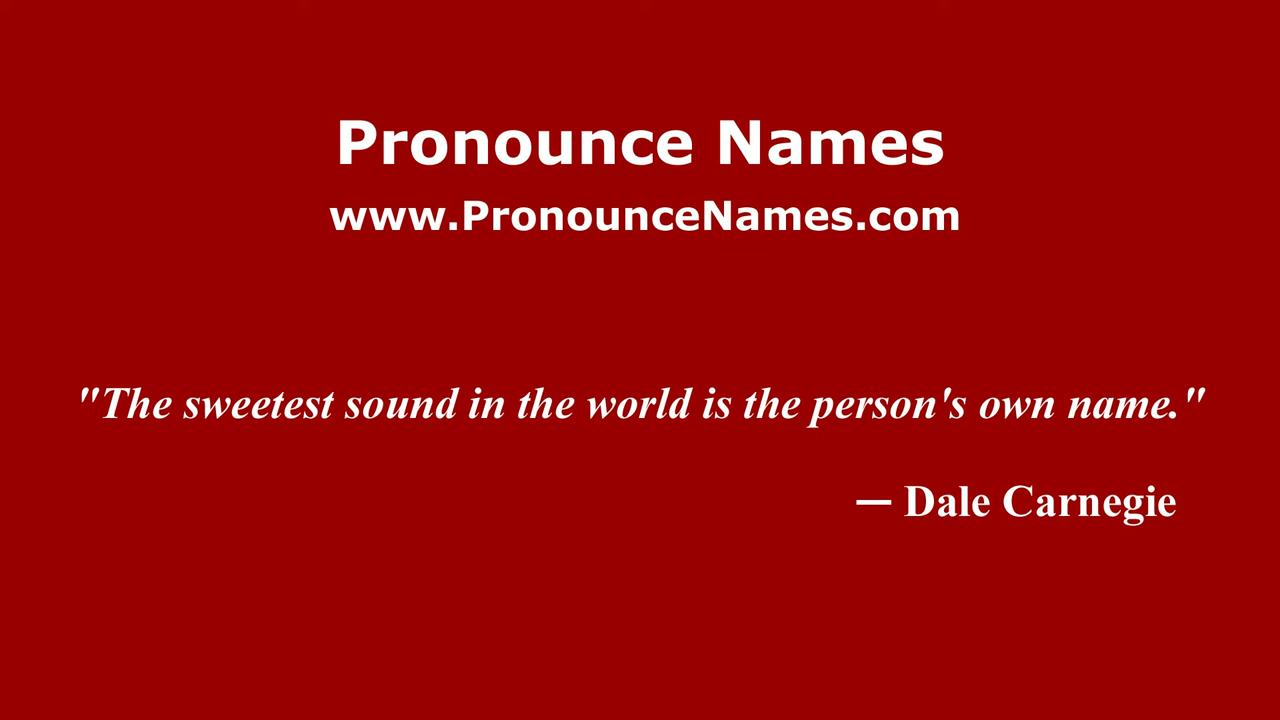 Pronounce Names
www.PronounceNames.com
"The sweetest sound in the world is the person's own name."
— Dale Carnegie